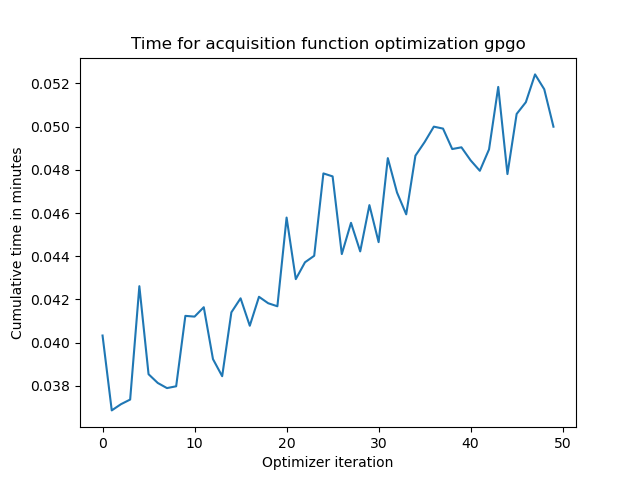 Time for acquisition function optimization gpgo
Cumulative time in minutes
0.052
0.050
0.048
0.046
0.044
0.042
0.040
0.038
0 10 20 30 40 50
Optimizer iteration